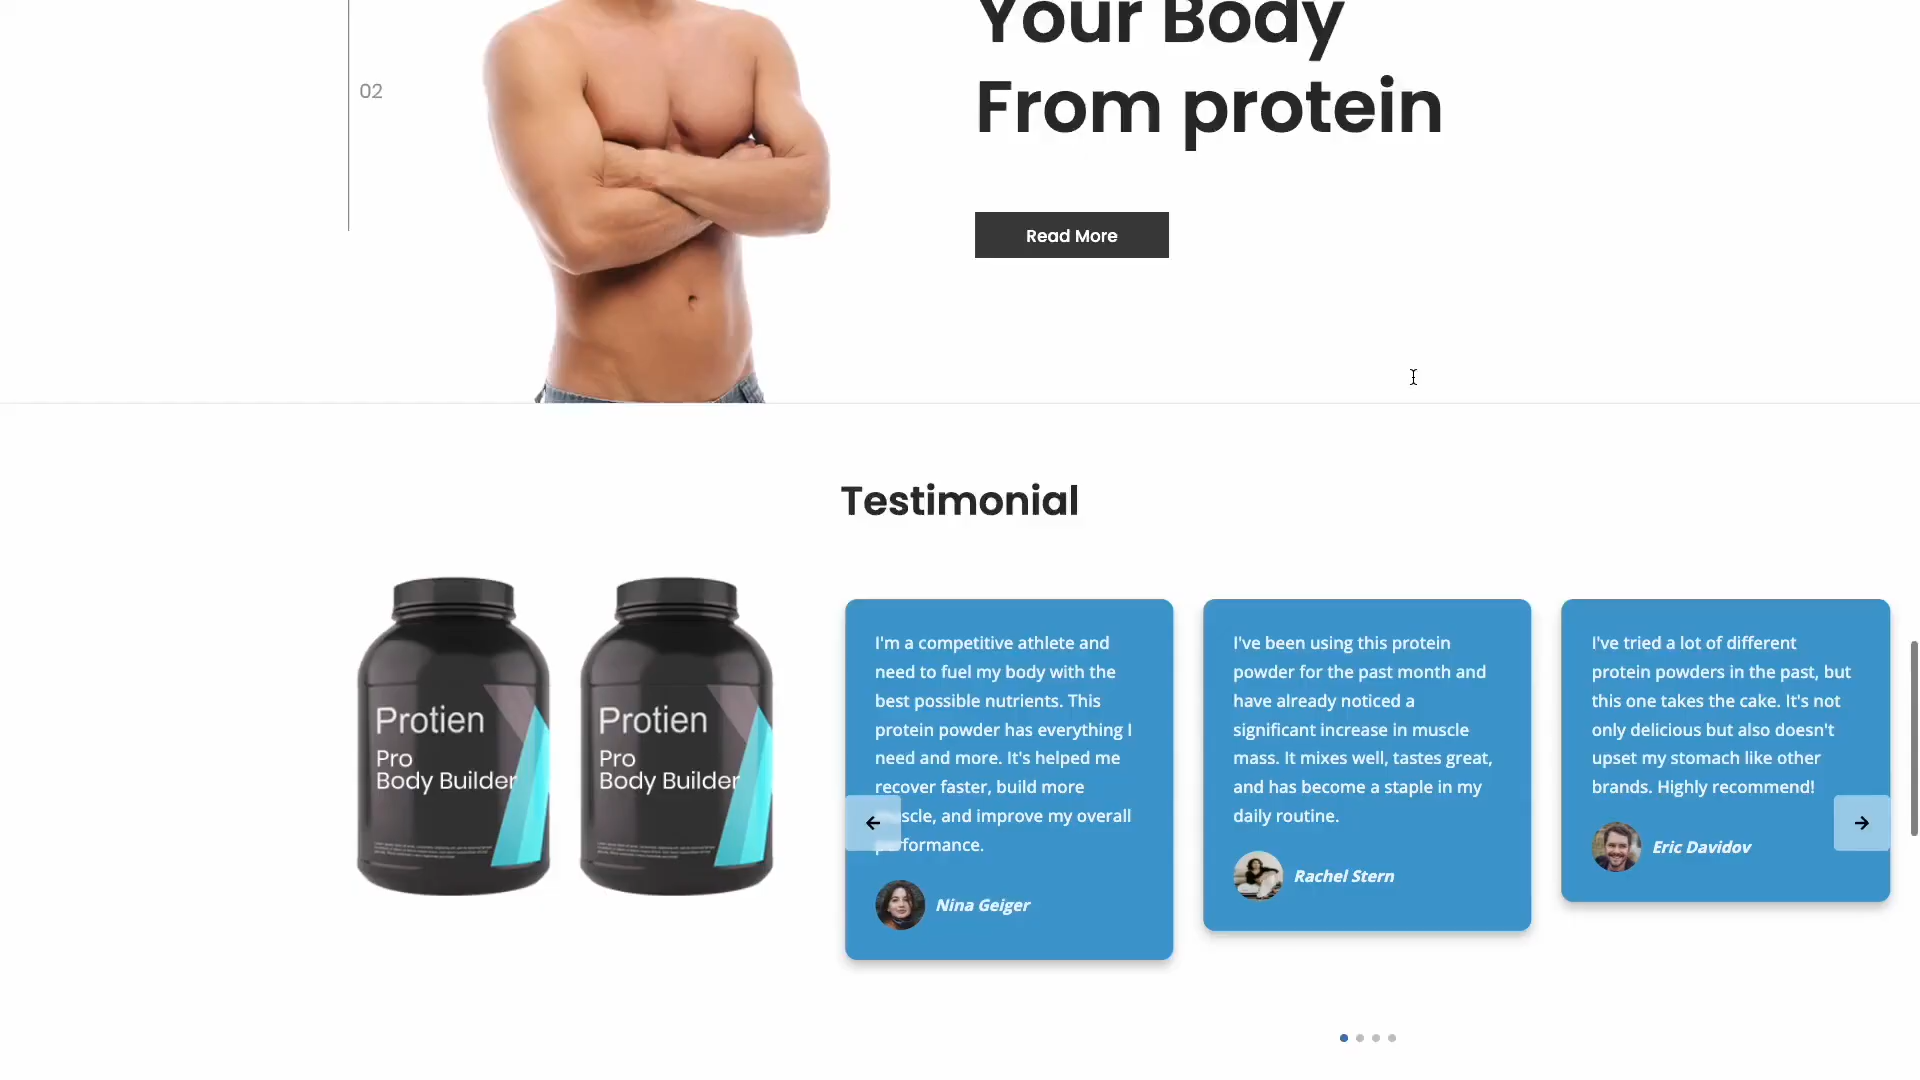 Your Body
From protein
02
Read More
Testimonial
Protien
Pro
Body Builder
Protien
Pro
Body Builder
I'm a competitive athlete and
need to fuel my body with the
best possible nutrients. This
protein powder has everything I
need and more. It's helped me
recover faster, build more
muscle, and improve my overall
performance.
Nina Geiger
I've been using this protein
powder for the past month and
have already noticed a
significant increase in muscle
mass. It mixes well, tastes great,
and has become a staple in my
daily routine.
Rachel Stern
I've tried a lot of different
protein powders in the past, but
this one takes the cake. It's not
only delicious but also doesn't
upset my stomach like other
brands. Highly recommend!
Eric Davidov